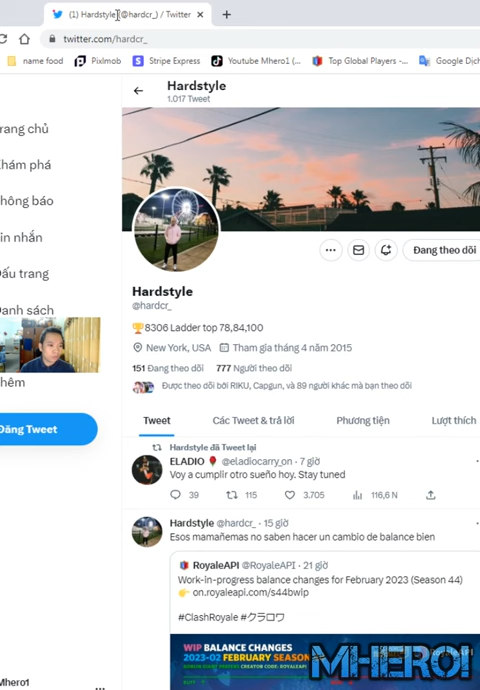 (1) Hardstyle (@hardcr_) / Twitter
twitter.com/hardcr_
name food Pixlmob Stripe Express Youtube Mhero1 (... Top Global Players -... Google Dịch
Hardstyle
1.017 Tweet
rang chủ
hám phá
hông báo
in nhắn
ấu trang
anh sách
hêm
Đăng Tweet
Đang theo dõi
Hardstyle
@hardcr_
🏆8306 Ladder top 78,84,100
New York, USA Tham gia tháng 4 năm 2015
151 Đang theo dõi 777 Người theo dõi
Được theo dõi bởi RIKU, Capgun, và 89 người khác mà bạn theo dõi
Tweet Các Tweet & trả lời Phương tiện Lượt thích
Hardstyle đã Tweet lại
ELADIO 🌹 @eladiocarry_on · 7 giờ
Voy a cumplir otro sueño hoy. Stay tuned
39 115 3.705 116,6 N
Hardstyle @hardcr_ · 15 giờ
Esos mamañemas no saben hacer un cambio de balance bien
RoyaleAPI @RoyaleAPI · 21 giờ
Work-in-progress balance changes for February 2023 (Season 44)
👉 on.royaleapi.com/s44bwip
#ClashRoyale #クラロワ
WIP BALANCE CHANGES
2023-02 FEBRUARY SEASON
CREATOR CODE: ROYALEAPI
RoyaleAPI
MHERO1
Mhero1